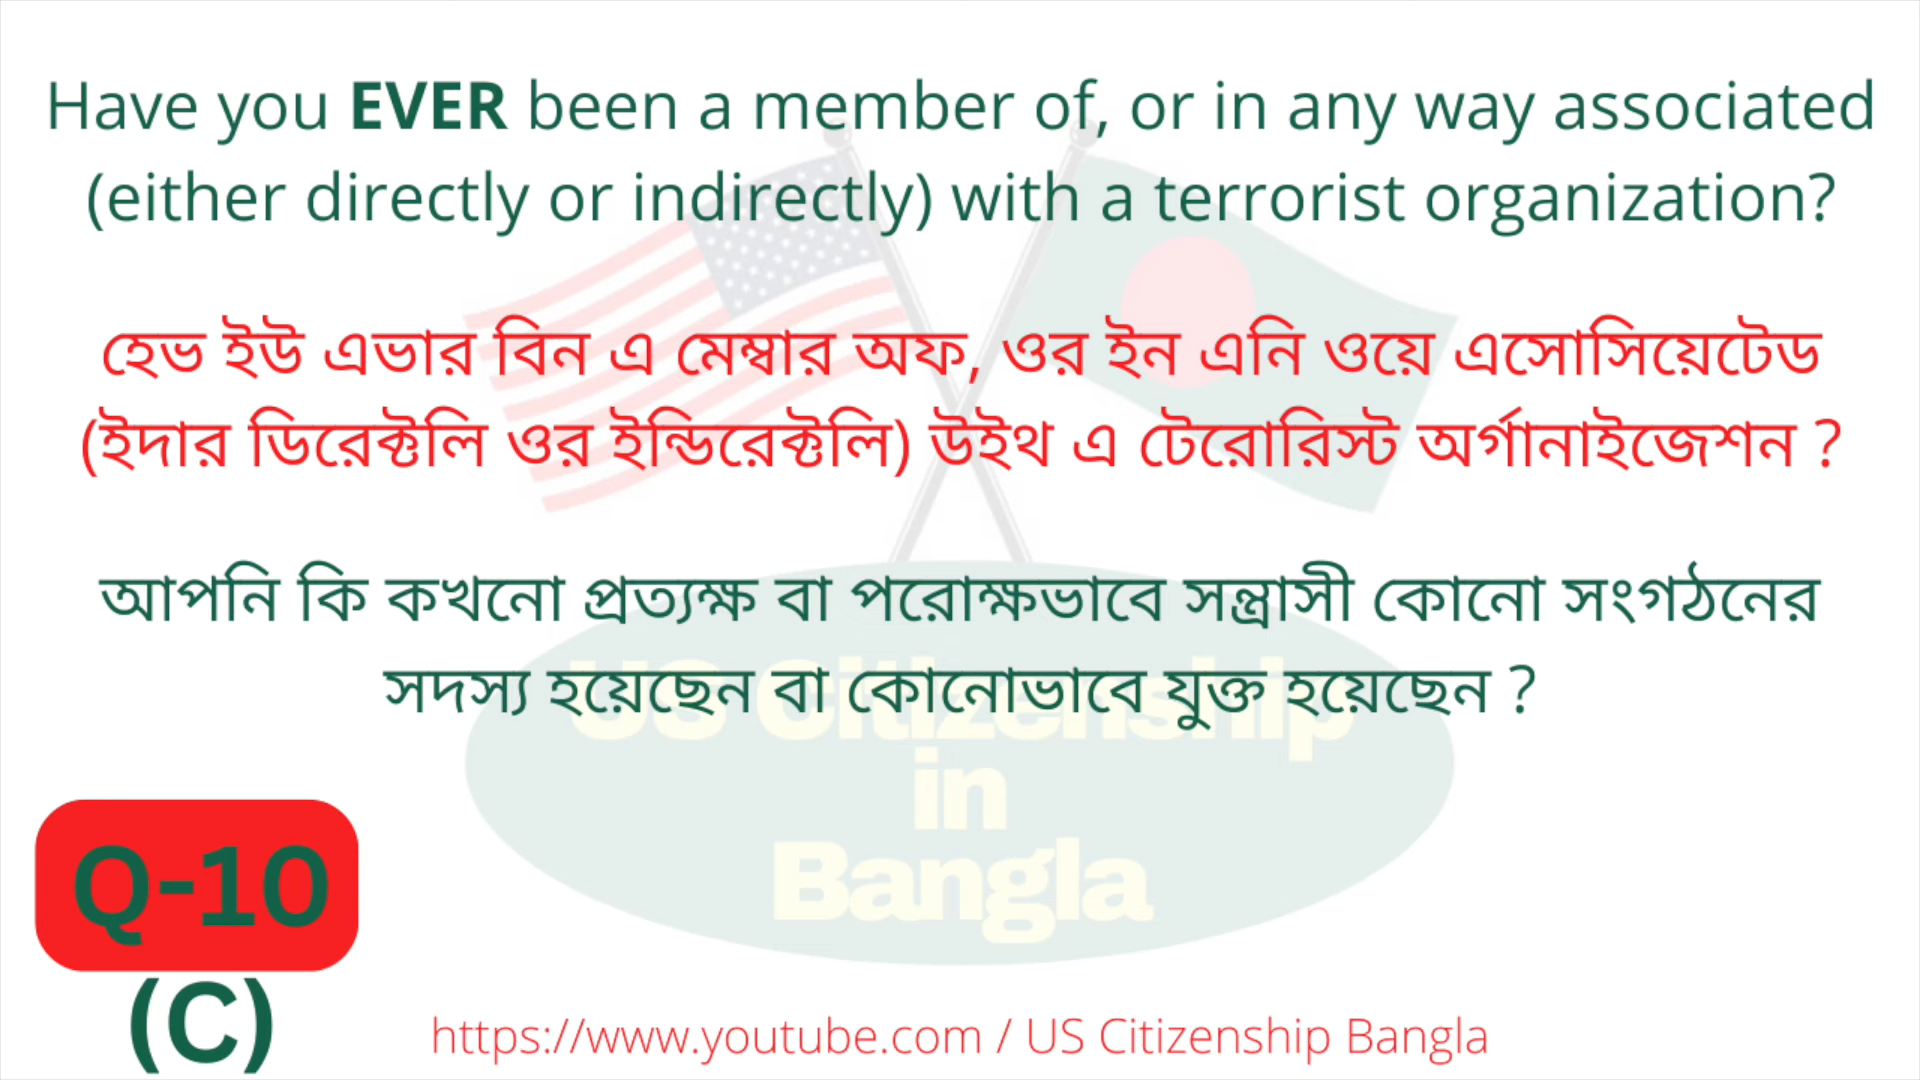 Have you EVER been a member of, or in any way associated
(either directly or indirectly) with a terrorist organization?
হেভ ইউ এভার বিন এ মেম্বার অফ, ওর ইন এনি ওয়ে এসোসিয়েটেড
(ইদার ডিরেক্টলি ওর ইন্ডিরেক্টলি) উইথ এ টেরোরিস্ট অর্গানাইজেশন ?
আপনি কি কখনো প্রত্যক্ষ বা পরোক্ষভাবে সন্ত্রাসী কোনো সংগঠনের
সদস্য হয়েছেন বা কোনোভাবে যুক্ত হয়েছেন ?
US Citizenship
in
Bangla
Q-10
(C)
https://www.youtube.com / US Citizenship Bangla